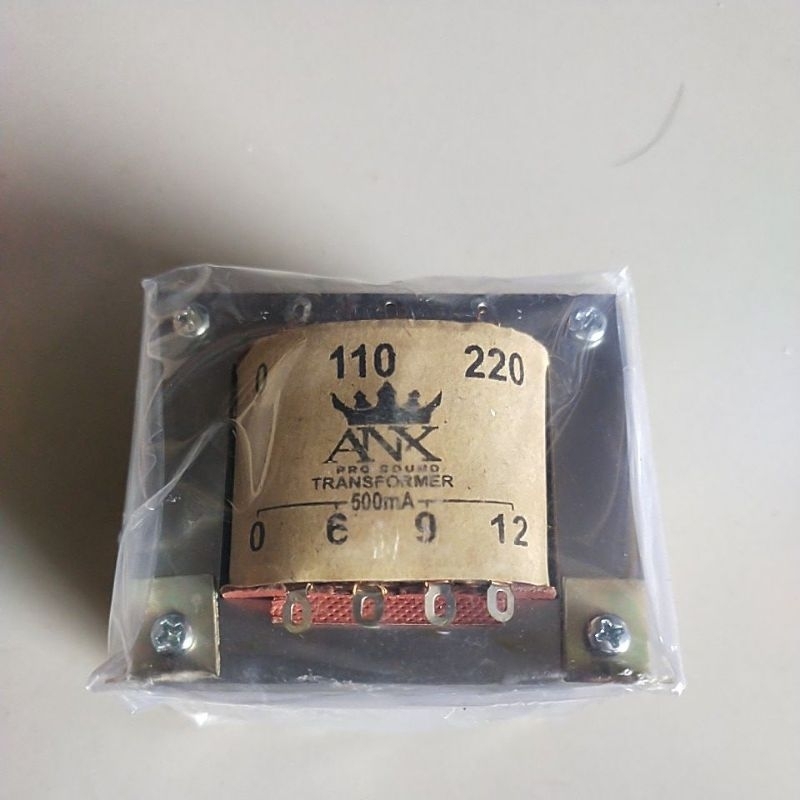 0 110 220
ANX
PRO SOUND
TRANSFORMER
500mA
0 6 9 12